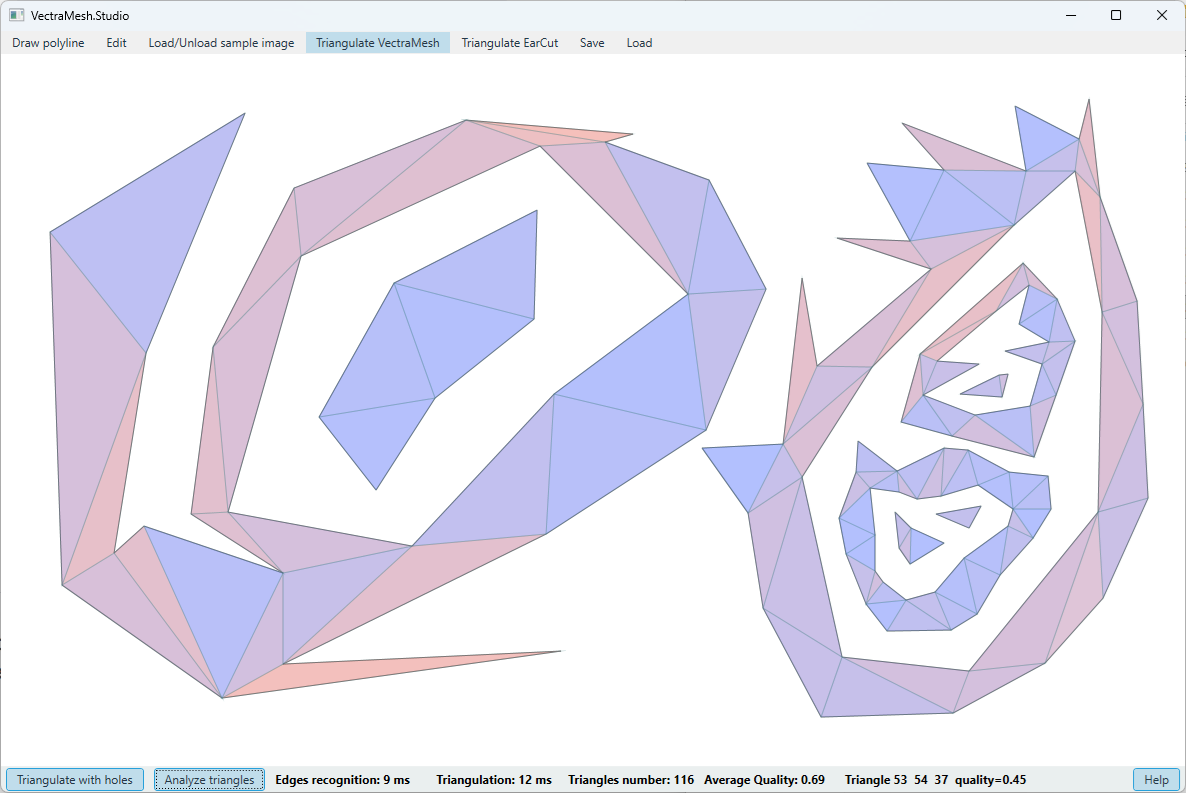 VectraMesh.Studio
Draw polyline Edit Load/Unload sample image Triangulate VectraMesh Triangulate EarCut Save Load
Triangulate with holes Analyze triangles Edges recognition: 9 ms Triangulation: 12 ms Triangles number: 116 Average Quality: 0.69 Triangle 53 54 37 quality=0.45 Help